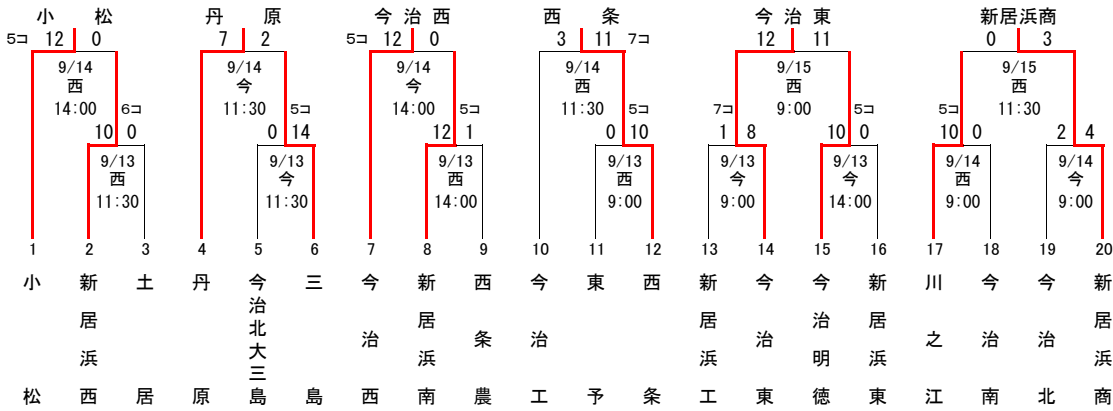 小松 丹原 今治西 西条 今治東 新居浜商
5コ 12 0 7 2 5コ 12 0 3 11 7コ 12 11 0 3
9/14 9/14 9/14 9/14 9/15 9/15
西 今 西 西 西 西
14:00 11:30 14:00 11:30 9:00 11:30
6コ 5コ 5コ 5コ 7コ 5コ 5コ
10 0 0 14 12 1 0 10 1 8 10 0 10 0 2 4
9/13 9/13 9/13 9/13 9/13 9/13 9/14 9/14
西 今 西 西 今 今 西 今
11:30 11:30 14:00 9:00 9:00 14:00 9:00 9:00
1 2 3 4 5 6 7 8 9 10 11 12 13 14 15 16 17 18 19 20
小松
新居浜西
土居
丹原
今治北大三島
三島
今治西
新居浜南
西条農
今治工
東予
西条
新居浜工
今治東
今治明徳
新居浜東
川之江
今治南
今治北
新居浜商